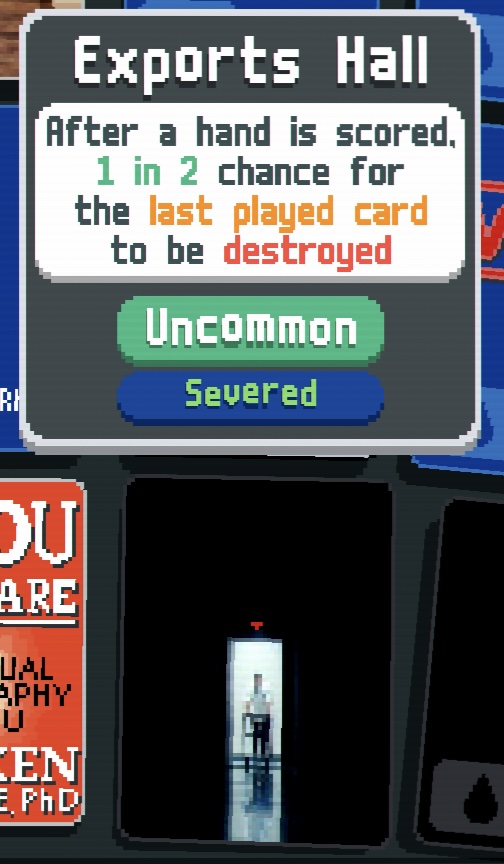 Exports Hall
After a hand is scored,
1 in 2 chance for
the last played card
to be destroyed
Uncommon
Severed
OU
ARE
UAL
APHY
U
KEN
E, PhD